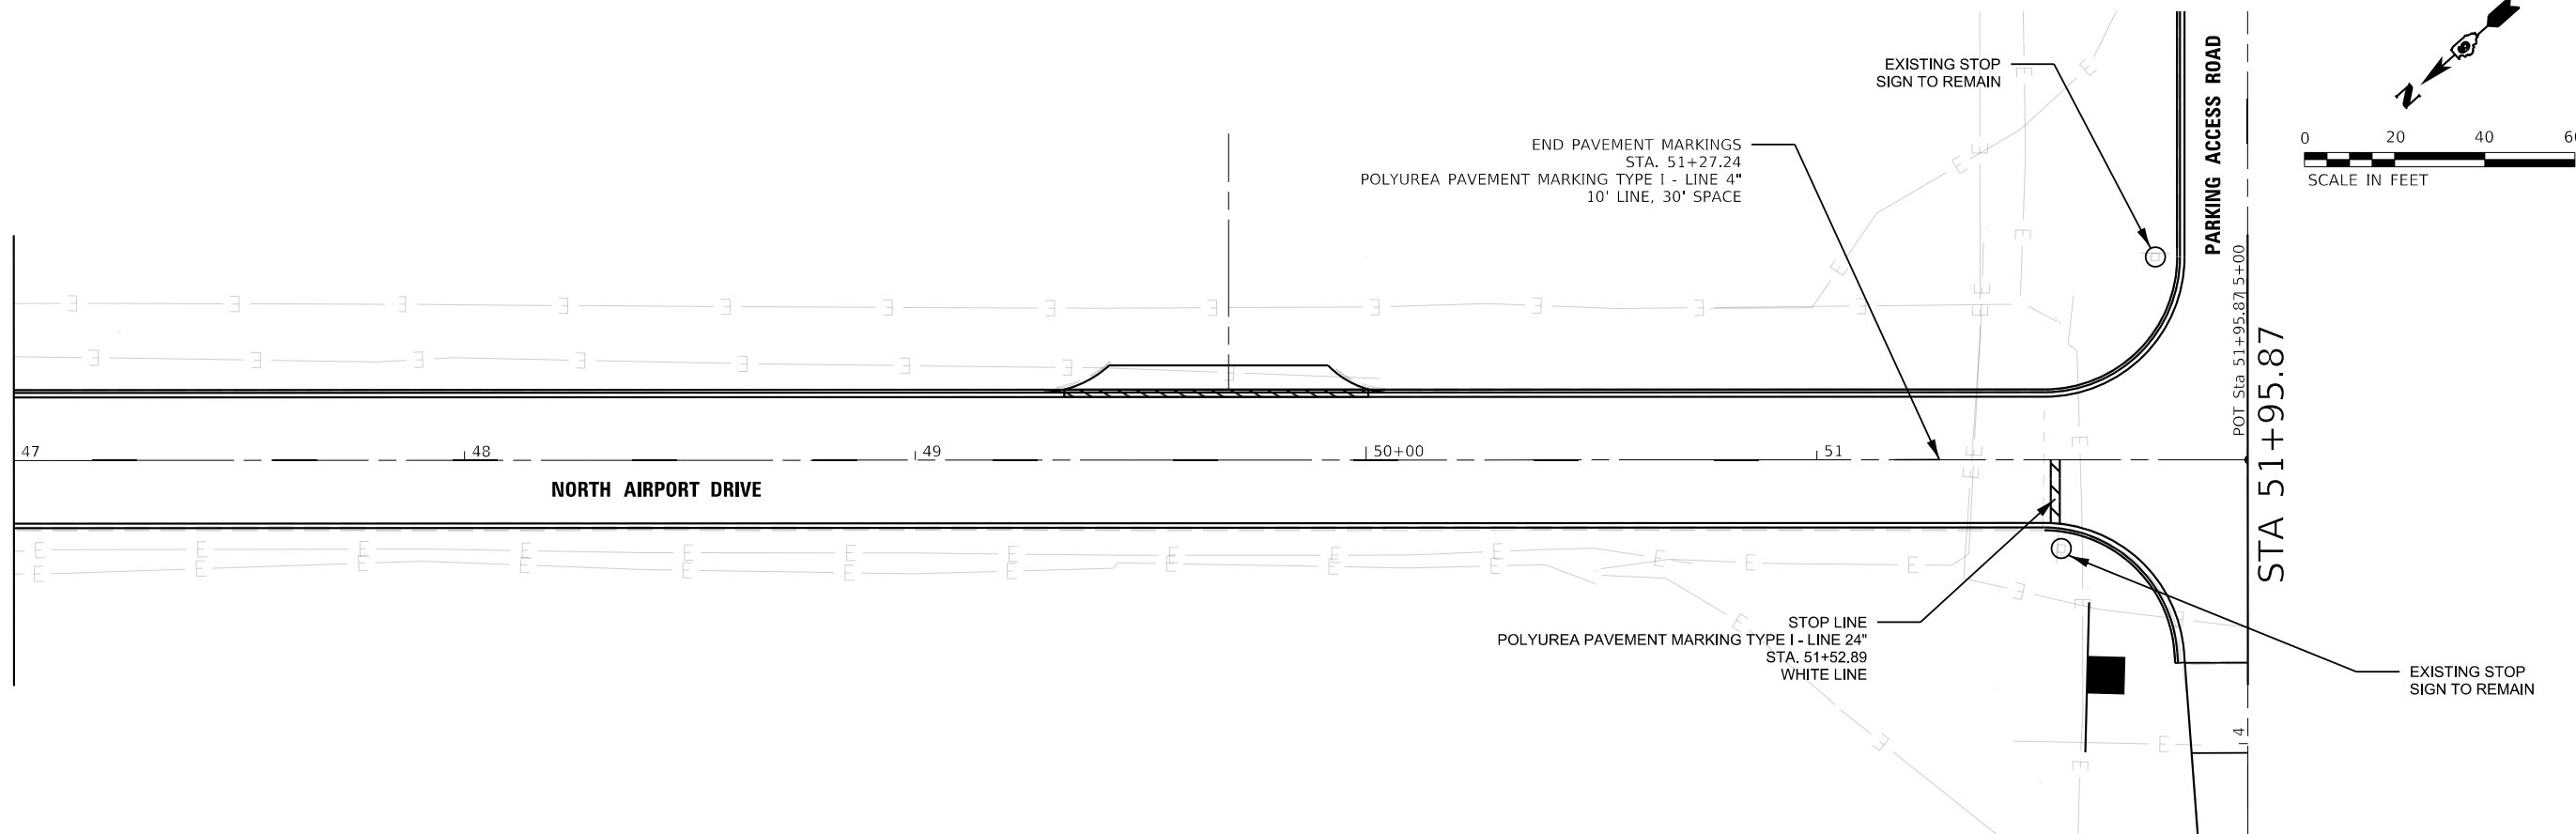 EXISTING STOP
SIGN TO REMAIN
PARKING ACCESS ROAD
N
0 20 40 60
SCALE IN FEET
END PAVEMENT MARKINGS
STA. 51+27.24
POLYUREA PAVEMENT MARKING TYPE I - LINE 4"
10' LINE, 30' SPACE
POT Sta 51+95.87 5+00
STA 51+95.87
47 48 49 50+00 51
NORTH AIRPORT DRIVE
STOP LINE
POLYUREA PAVEMENT MARKING TYPE I - LINE 24"
STA. 51+52.89
WHITE LINE
EXISTING STOP
SIGN TO REMAIN
4
E E E E E E E E E E E E
E E E E E E E E
E E E E E E E E E E E E E
E E E E E E E E E E